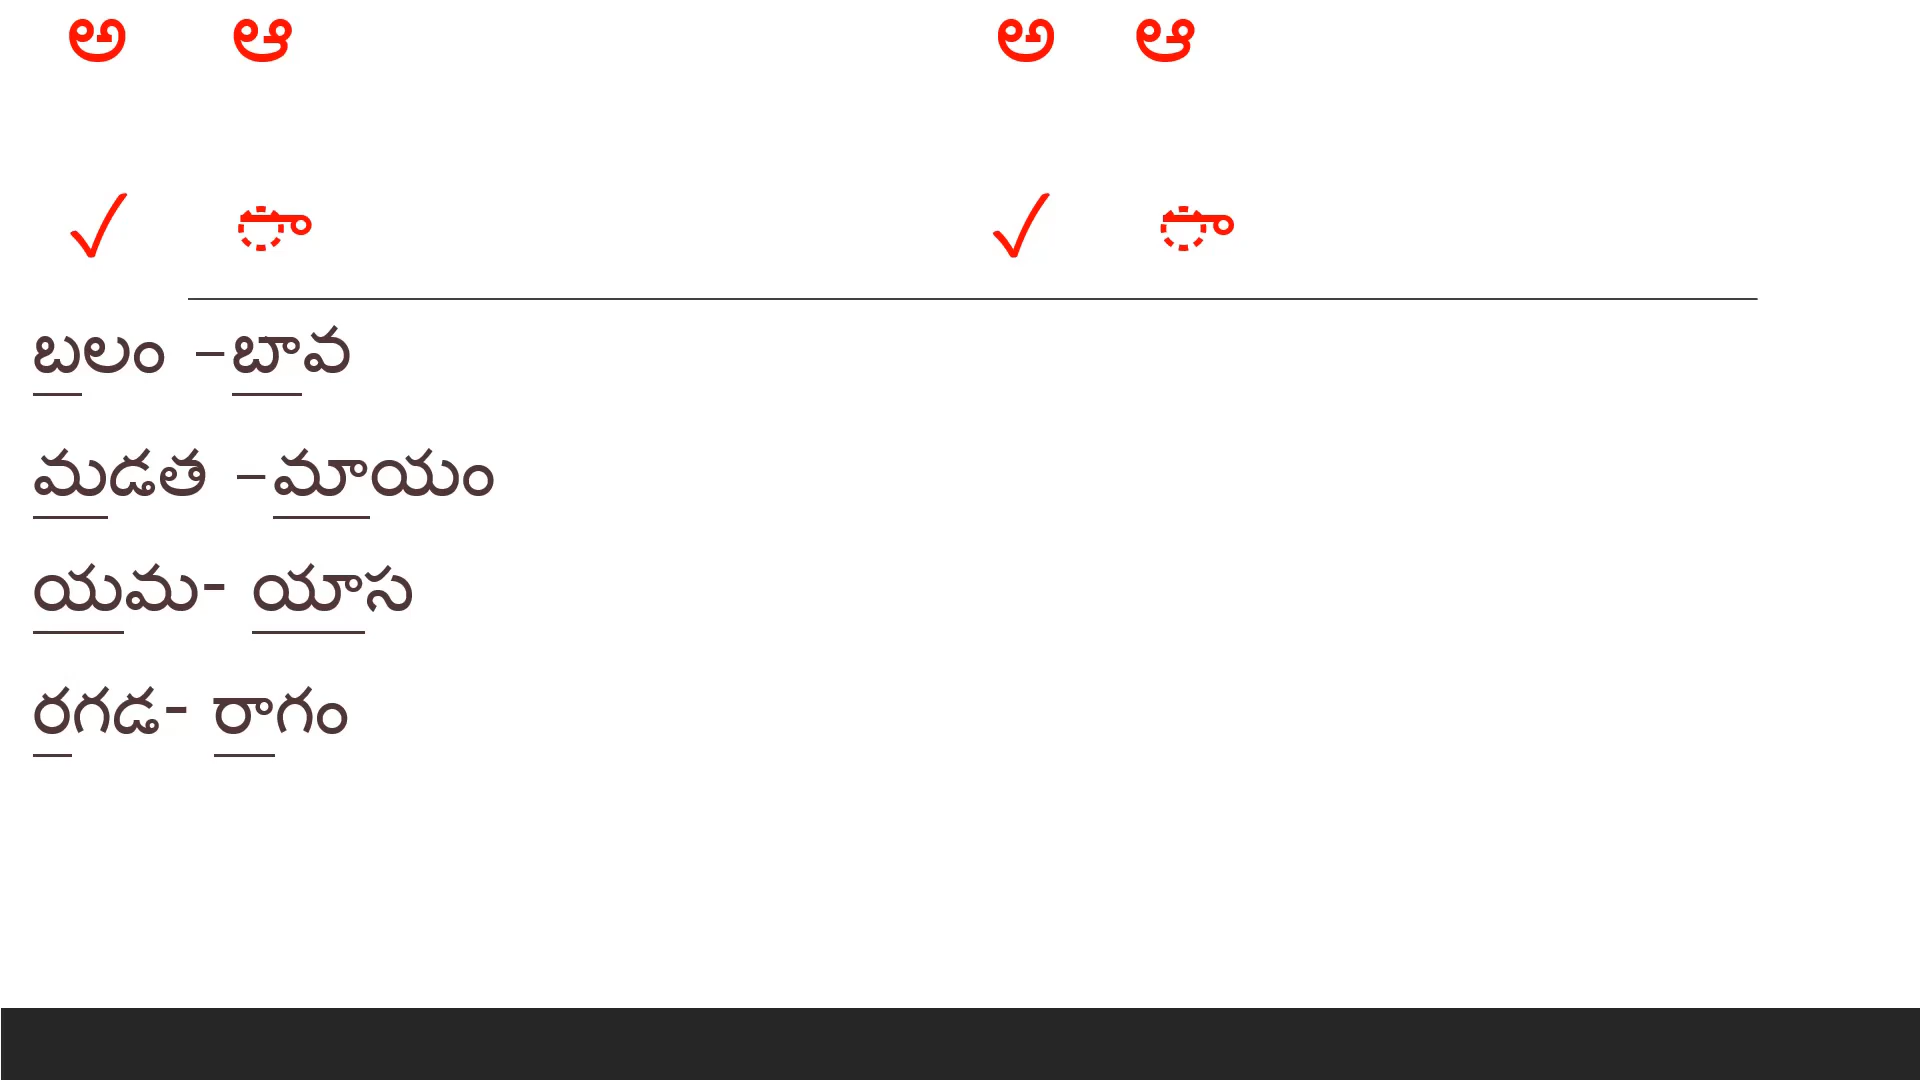 అ ఆ అ ఆ
✓ ా ✓ ా
బలం –బావ
మడత –మాయం
యమ- యాస
రగడ- రాగం